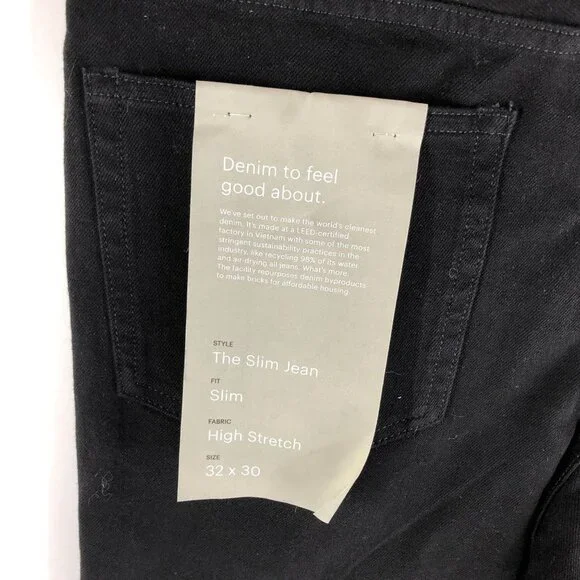 Denim to feel
good about.
We've set out to make the world's cleanest
denim. It's made at a LEED-certified
factory in Vietnam with some of the most
stringent sustainability practices in the
industry, like recycling 98% of its water
and air-drying all jeans. What's more:
The facility repurposes denim byproducts
to make bricks for affordable housing.
STYLE
The Slim Jean
FIT
Slim
FABRIC
High Stretch
SIZE
32 x 30